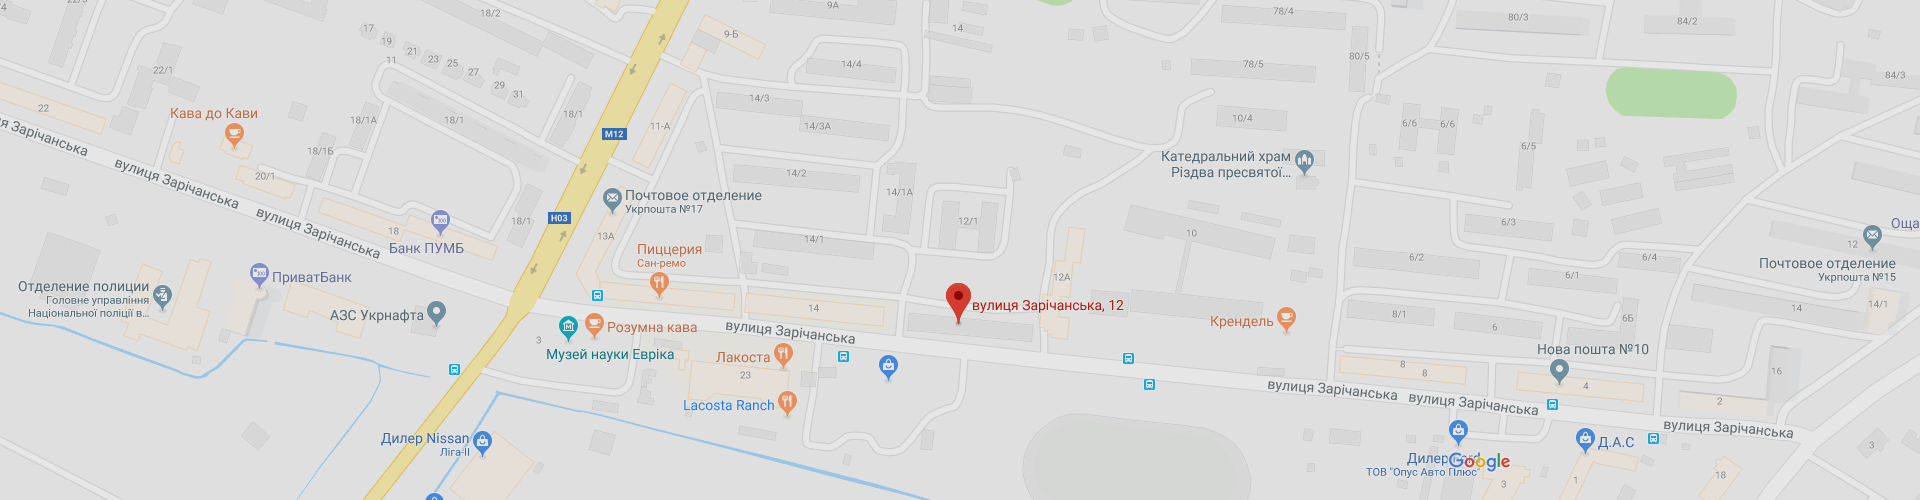 9А
78/4
80/3
84/2
18/2
14
9-Б
17
19
21
23
25
27
29
31
11
22/1
14/4
78/5
80/5
84/3
22
Кава до Кави
18/1А
18/1
18/1
14/3
11-А
14/3А
10/4
6/6
6/6
6/5
M12
вулиця Зарічанська
18/1Б
20/1
14/2
14/1А
Катедральний храм
Різдва пресвятої...
Почтовое отделение
Укрпошта №17
H03
18
18/1
13А
12/1
10
6/3
Оща
Банк ПУМБ
14/1
12
вулиця Зарічанська
вулиця Зарічанська
Пиццерия
Сан-ремо
12А
6/2
6/1
6/4
Почтовое отделение
Укрпошта №15
ПриватБанк
Отделение полиции
Головне управління
Національної поліції в...
АЗС Укрнафта
14
вулиця Зарічанська, 12
Крендель
8/1
6
6Б
14/1
Розумна кава
вулиця Зарічанська
3
Музей науки Евріка
Лакоста
23
Нова пошта №10
8
8
4
16
2
Lacosta Ranch
вулиця Зарічанська
вулиця Зарічанська
вулиця Зарічанська
Дилер Nissan
Ліга-ІІ
Д.А.С
3
Google
ТОВ "Опус Авто Плюс"
3
1
18